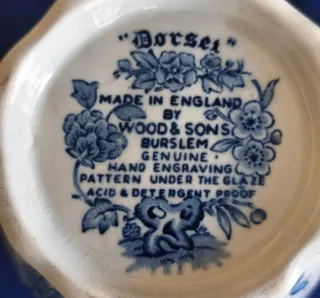 "Dorset"
MADE IN ENGLAND
BY
WOOD & SONS
BURSLEM
GENUINE
HAND ENGRAVING
PATTERN UNDER THE GLAZE
ACID & DETERGENT PROOF